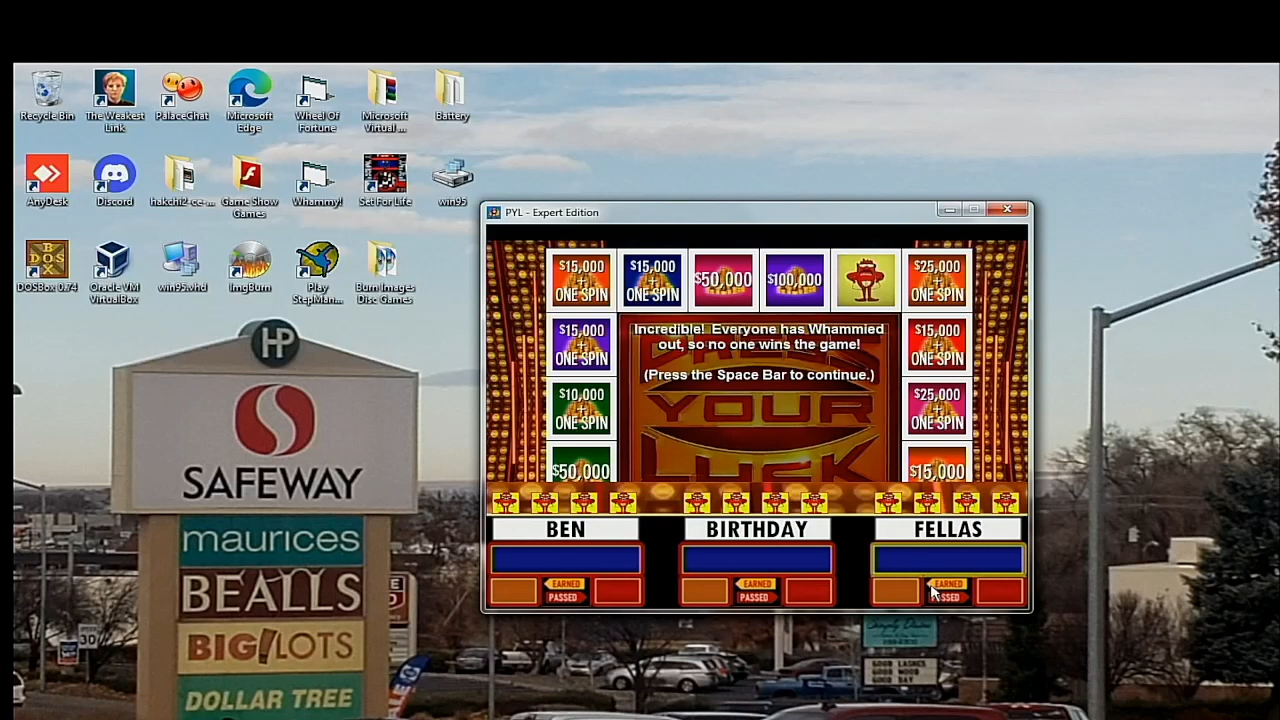 Recycle Bin
The Weakest
Link
PalaceChat
Microsoft
Edge
Wheel Of
Fortune
Microsoft
Virtual ...
Battery
AnyDesk
Discord
hakchi2-ce-...
Game Show
Games
Whammy!
Set For Life
win95
DOSBox 0.74
Oracle VM
VirtualBox
win95.vhd
ImgBurn
Play
StepMan...
Burn Images
Disc Games
PYL - Expert Edition
$15,000
+
ONE SPIN
$15,000
+
ONE SPIN
$50,000
$100,000
$25,000
+
ONE SPIN
$15,000
+
ONE SPIN
$15,000
+
ONE SPIN
$10,000
+
ONE SPIN
$25,000
+
ONE SPIN
$50,000
$15,000
Incredible! Everyone has Whammied
out, so no one wins the game!
(Press the Space Bar to continue.)
YOUR
LUCK
BEN
BIRTHDAY
FELLAS
EARNED
PASSED
EARNED
PASSED
EARNED
PASSED
HP
SAFEWAY
maurices
BEALLS
BIG LOTS
DOLLAR TREE
30